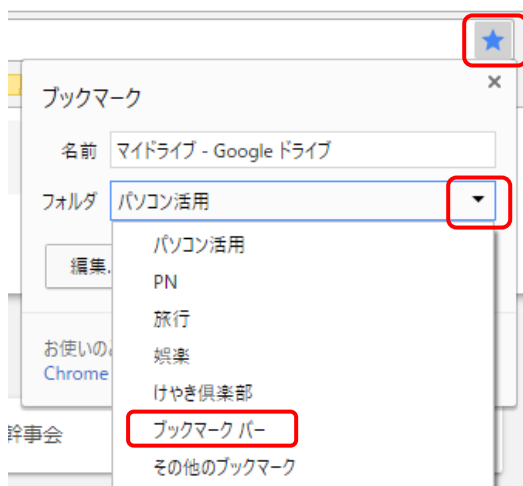 ブックマーク
名前 マイドライブ - Google ドライブ
フォルダ パソコン活用
パソコン活用
編集.
PN
旅行
お使いの
娯楽
Chrome
けやき倶楽部
幹事会
ブックマーク バー
その他のブックマーク